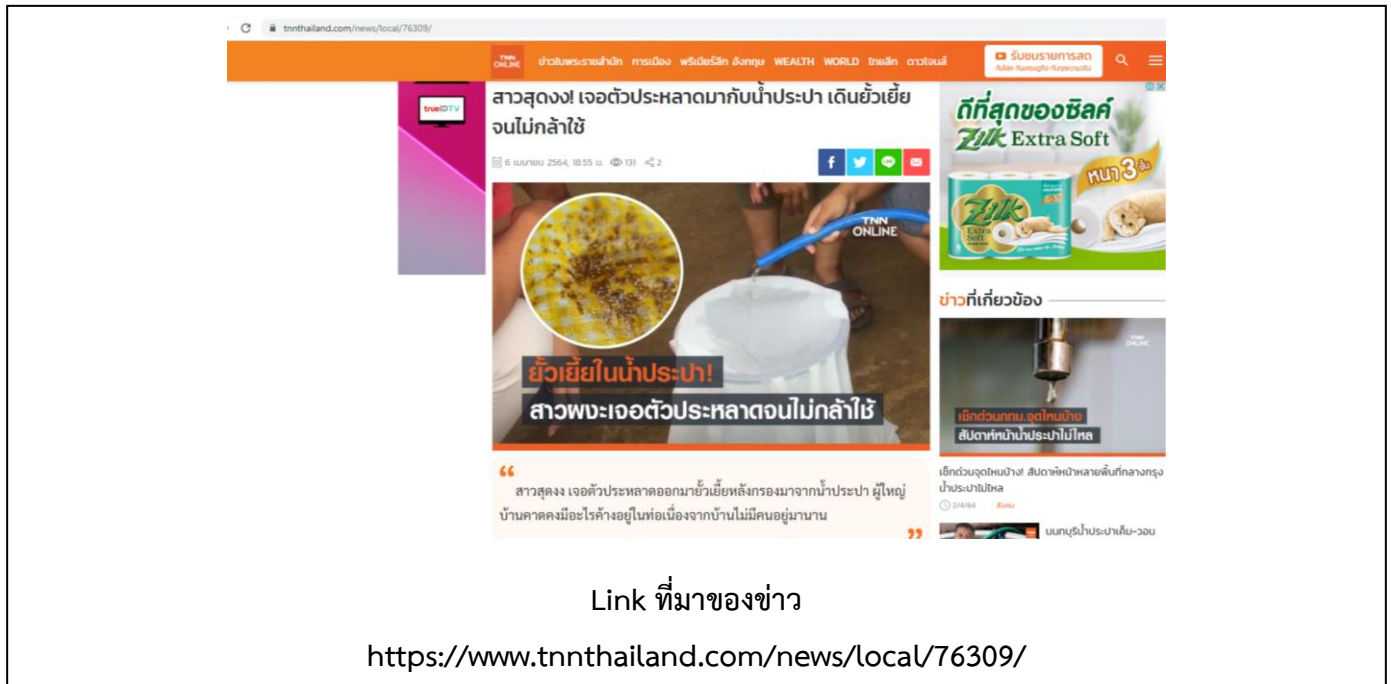 tnnthailand.com/news/local/76309/
TNN ONLINE ข่าวในพระราชสำนัก การเมือง พรีเมียร์ลีก อังกฤษ WEALTH WORLD ไทยลีก ดาวโจนส์ รับชมรายการสด
trueID TV
สาวสุดงง! เจอตัวประหลาดมากับน้ำประปา เดินยั้วเยี้ย
จนไม่กล้าใช้
6 เมษายน 2564, 18:55 น. 131 2
TNN
ONLINE
ยั้วเยี้ยในน้ำประปา!
สาวผงะเจอตัวประหลาดจนไม่กล้าใช้
“
สาวสุดงง เจอตัวประหลาดออกมายั้วเยี้ยหลังกรองมาจากน้ำประปา ผู้ใหญ่
บ้านคาดคงมีอะไรค้างอยู่ในท่อเนื่องจากบ้านไม่มีคนอยู่มานาน
”
ดีที่สุดของซิลค์
Zilk Extra Soft
หนา 3 ชั้น
Zilk
Extra
Soft
ข่าวที่เกี่ยวข้อง
TNN
ONLINE
เช็กด่วนกทม.จุดไหนบ้าง
สัปดาห์หน้าน้ำประปาไม่ไหล
เช็กด่วนจุดไหนบ้าง! สัปดาห์หน้าหลายพื้นที่กลางกรุง
น้ำประปาไม่ไหล
2/4/64 สังคม
นนทบุรีน้ำประปาเค็ม-วอน
Link ที่มาของข่าว
https://www.tnnthailand.com/news/local/76309/